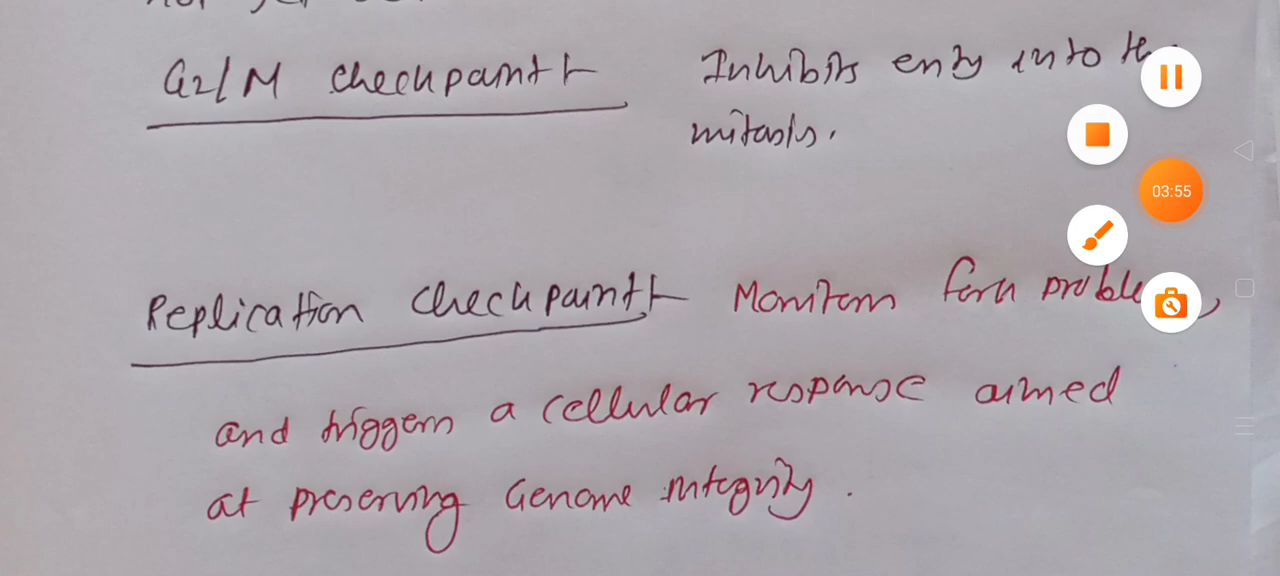 G2/M checkpoint
Inhibits entry into the
mitosis.
Replication checkpoint Monitors fork
and triggers a cellular response aimed
at preserving Genome integrity.
03:55